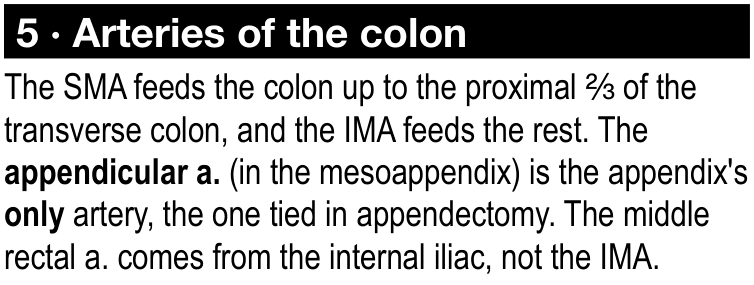 5 · Arteries of the colon
The SMA feeds the colon up to the proximal ⅔ of the
transverse colon, and the IMA feeds the rest. The
appendicular a. (in the mesoappendix) is the appendix's
only artery, the one tied in appendectomy. The middle
rectal a. comes from the internal iliac, not the IMA.